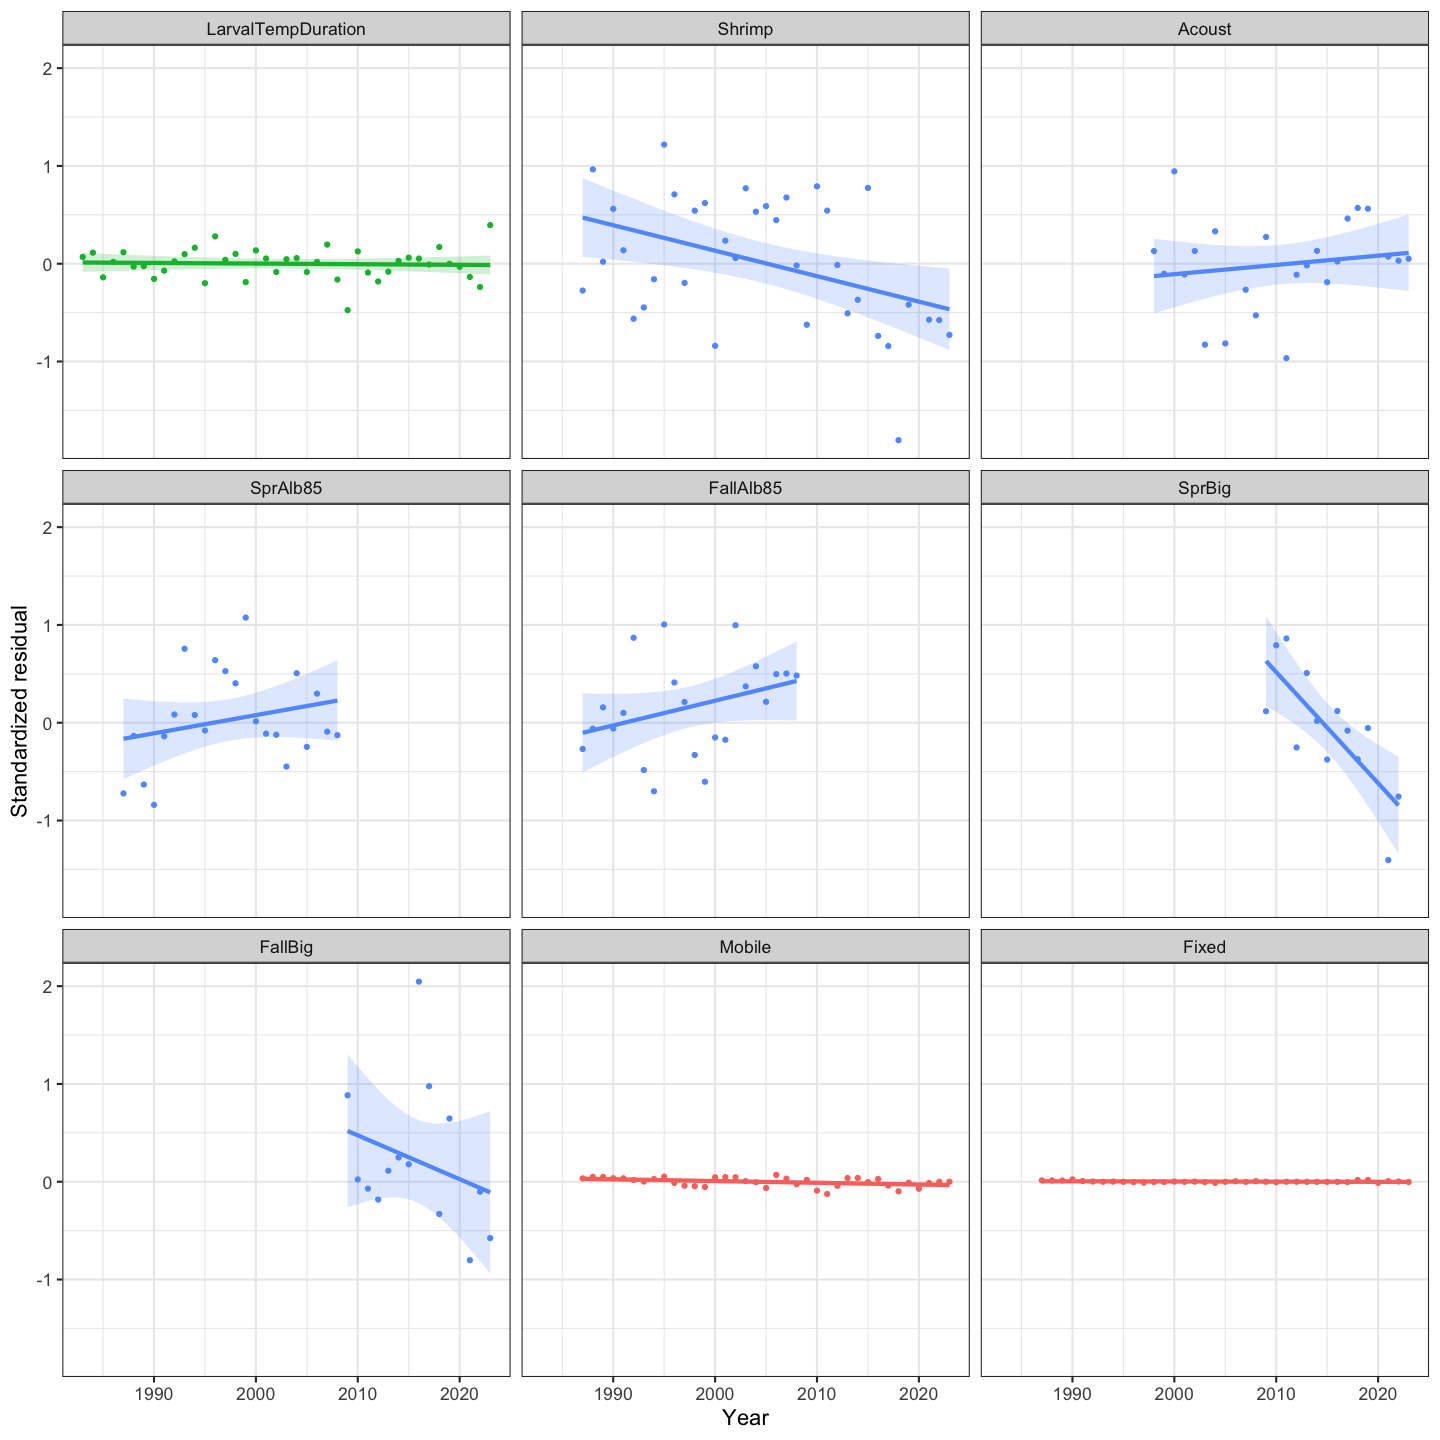 LarvalTempDuration Shrimp Acoust
2
1
0
-1
SprAlb85 FallAlb85 SprBig
2
1
0
-1
Standardized residual
FallBig Mobile Fixed
2
1
0
-1
1990 2000 2010 2020 1990 2000 2010 2020 1990 2000 2010 2020
Year